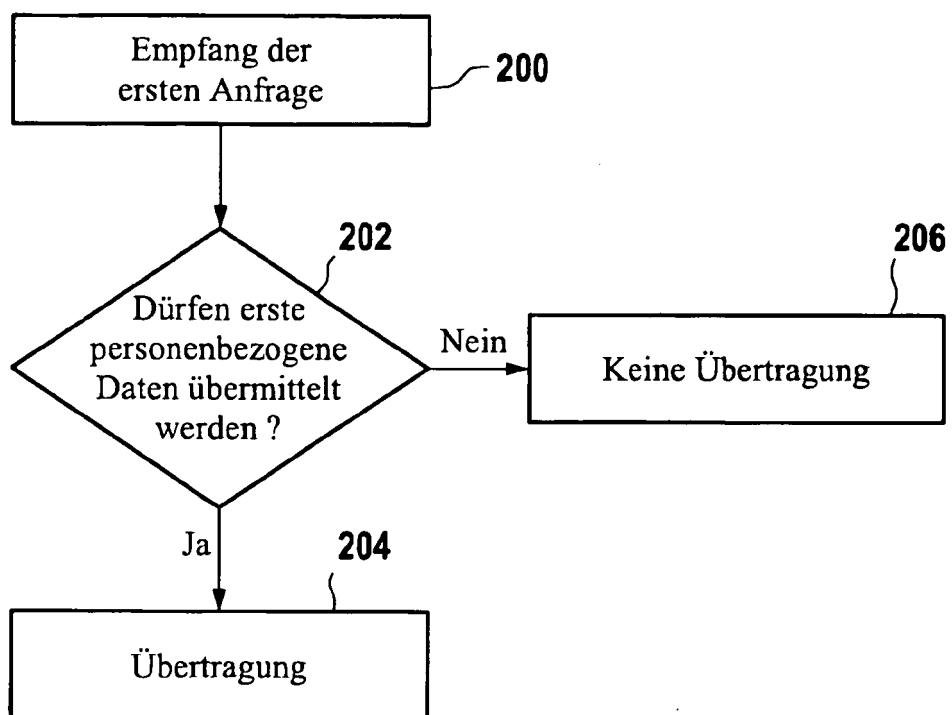 Empfang der
ersten Anfrage
200
202
Dürfen erste
personenbezogene
Daten übermittelt
werden ?
Nein
206
Keine Übertragung
Ja
204
Übertragung